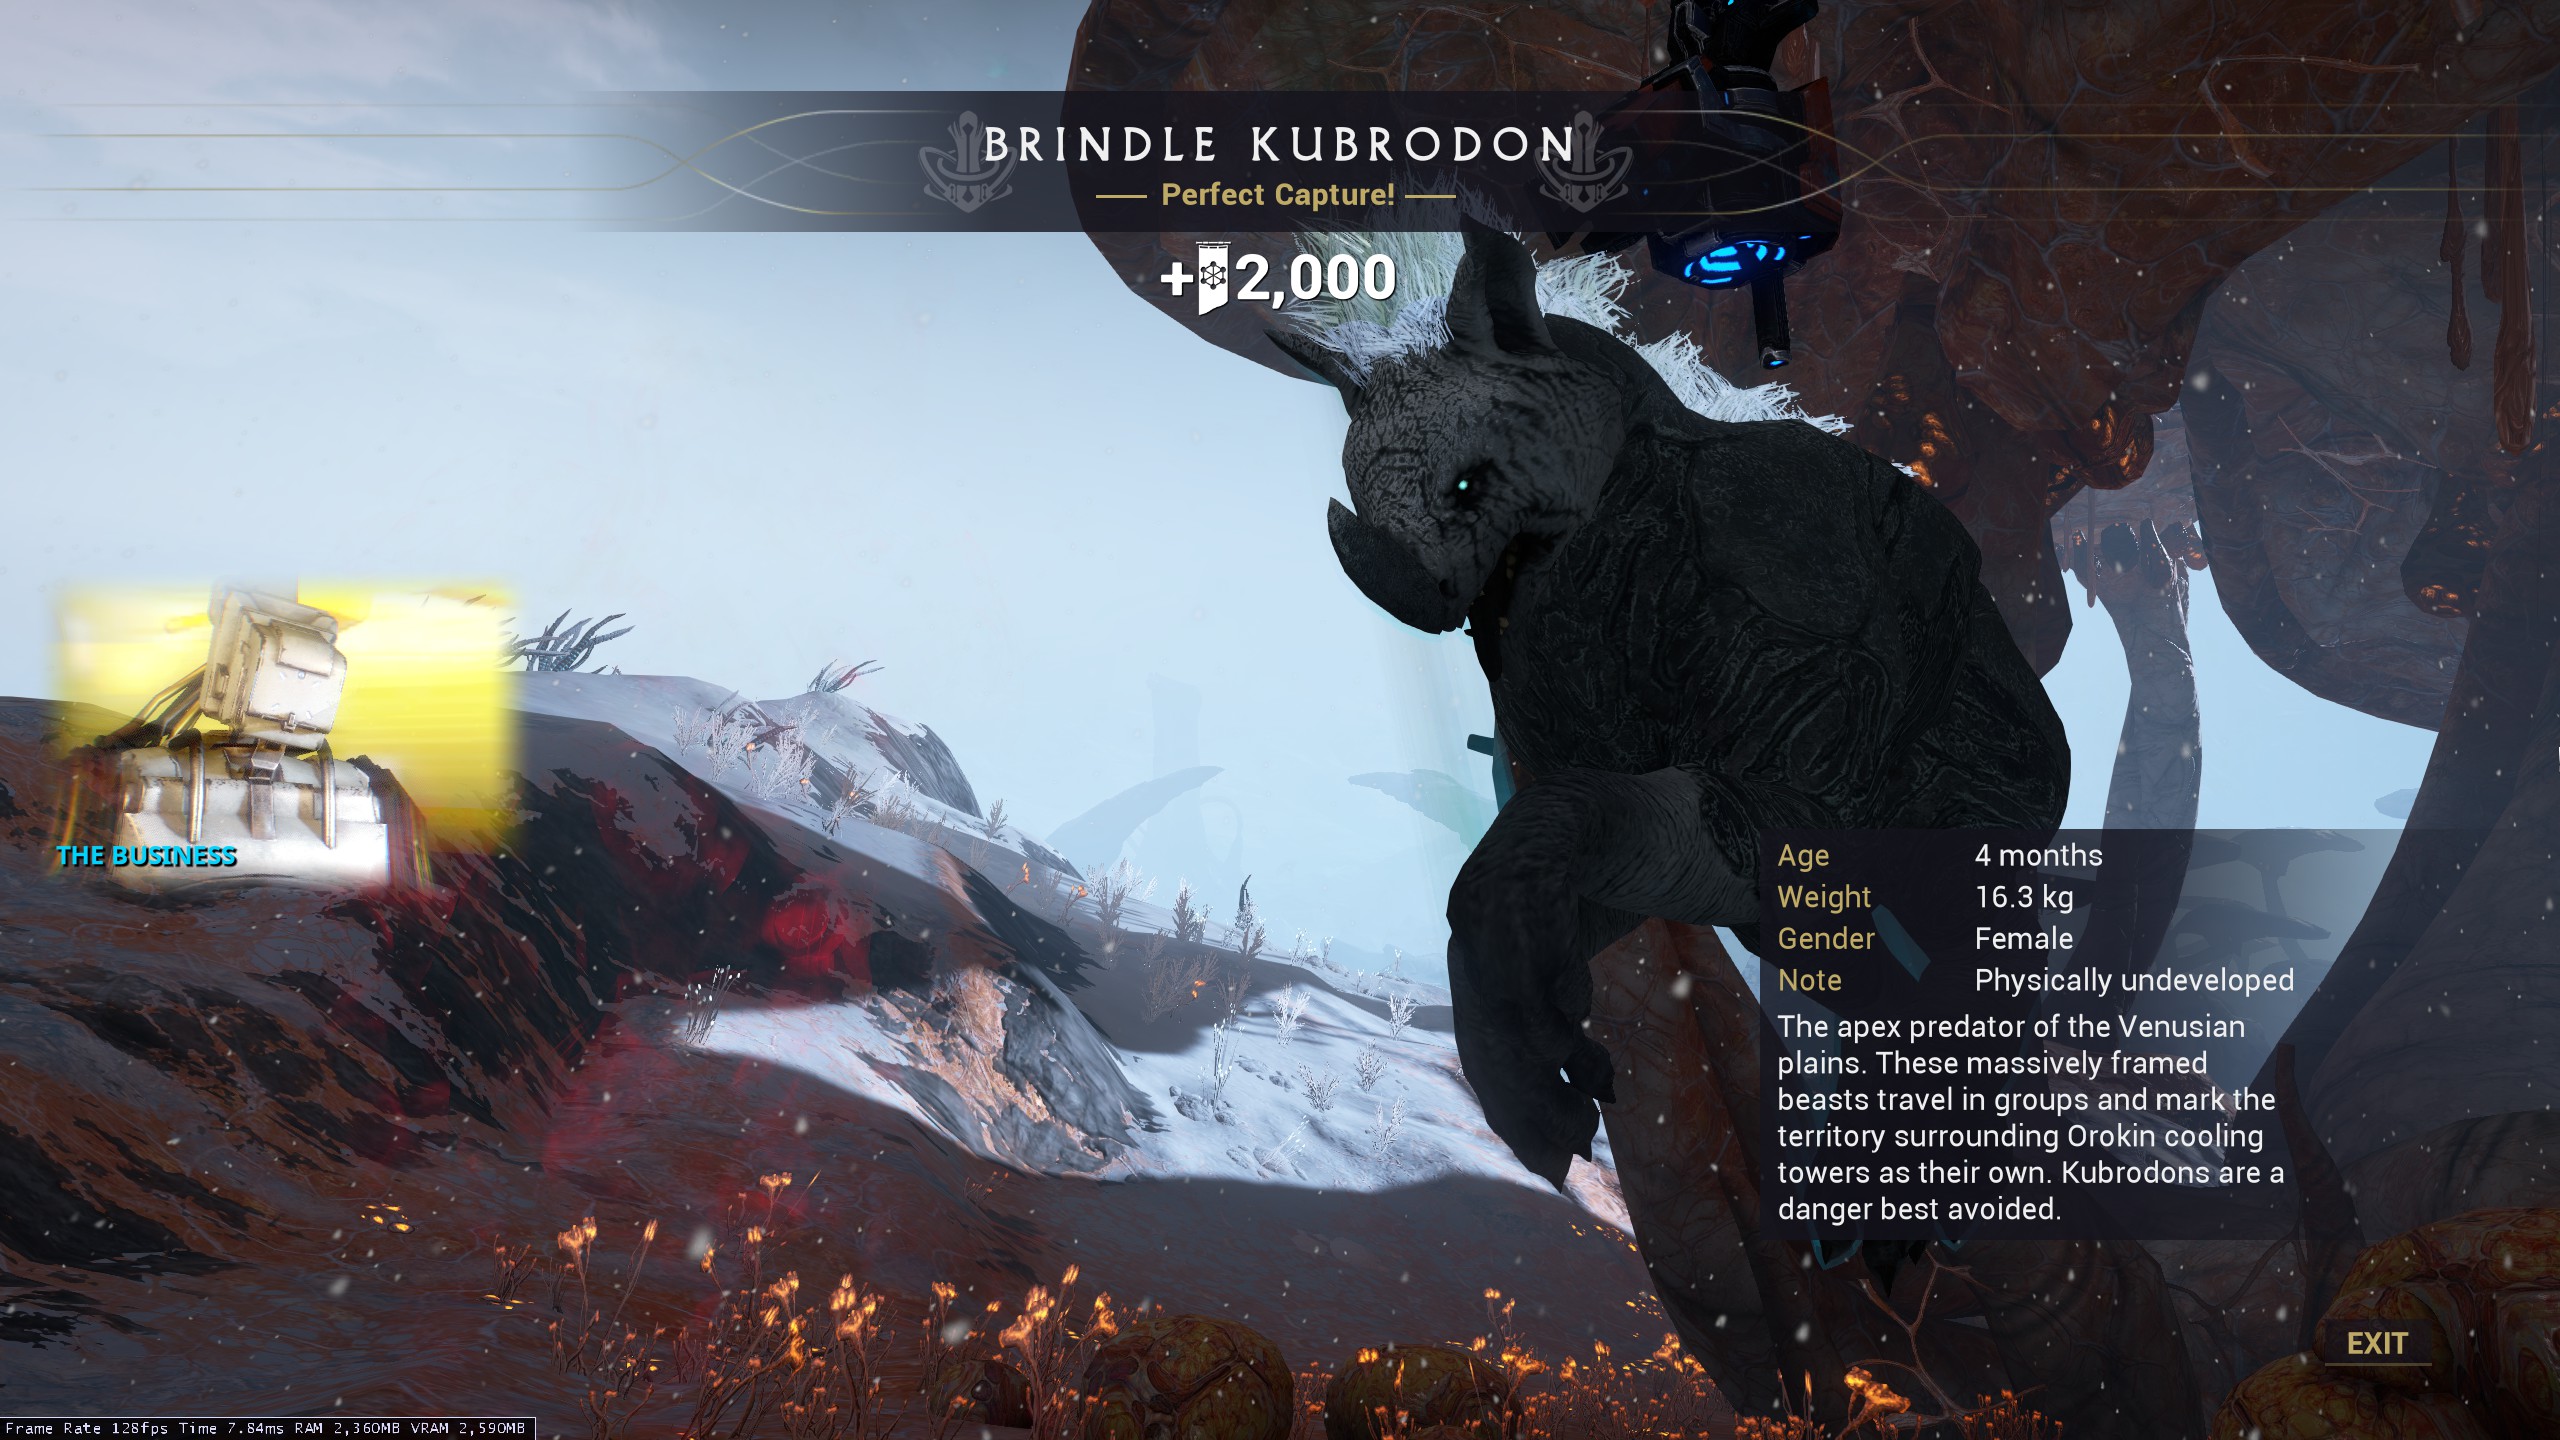 BRINDLE KUBRODON
Perfect Capture!
+2,000
THE BUSINESS
Age 4 months
Weight 16.3 kg
Gender Female
Note Physically undeveloped
The apex predator of the Venusian
plains. These massively framed
beasts travel in groups and mark the
territory surrounding Orokin cooling
towers as their own. Kubrodons are a
danger best avoided.
EXIT
Frame Rate 128fps Time 7.84ms RAM 2,360MB VRAM 2,590MB